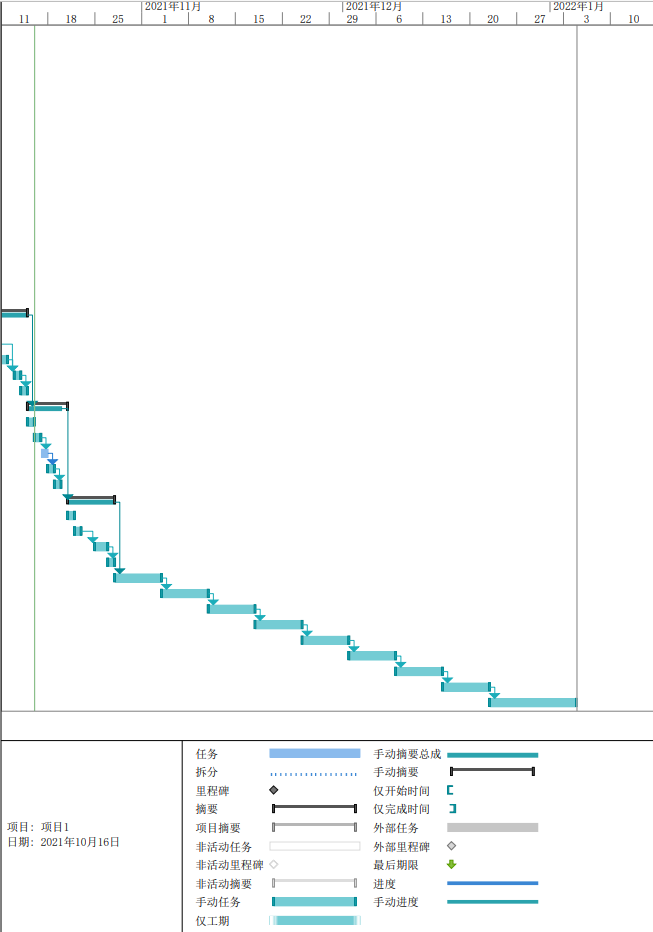 2021年11月 2021年12月 2022年1月
11 18 25 1 8 15 22 29 6 13 20 27 3 10
任务 手动摘要总成
拆分 手动摘要
里程碑 仅开始时间
摘要 仅完成时间
项目摘要 外部任务
非活动任务 外部里程碑
非活动里程碑 最后期限
非活动摘要 进度
手动任务 手动进度
仅工期
项目: 项目1
日期: 2021年10月16日